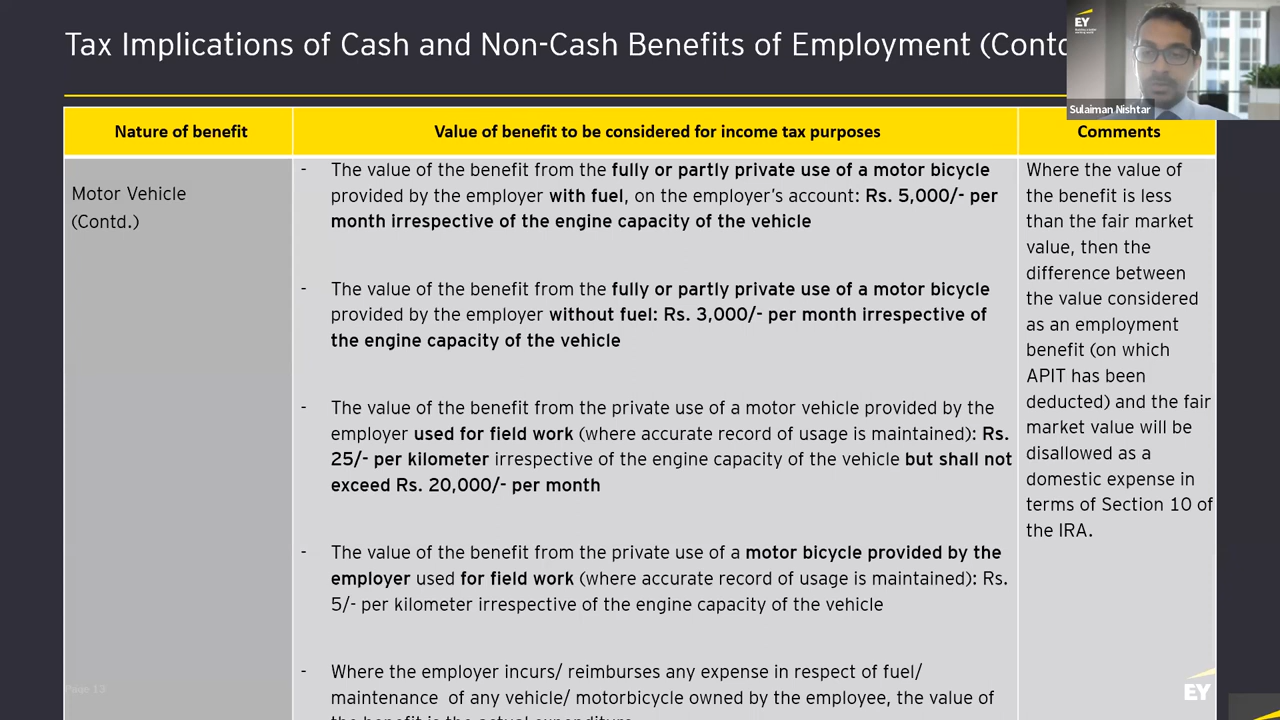 Tax Implications of Cash and Non-Cash Benefits of Employment (Contd
EY
Sulaiman Nishtar
Nature of benefit
Value of benefit to be considered for income tax purposes
Comments
Motor Vehicle
(Contd.)
- The value of the benefit from the fully or partly private use of a motor bicycle
provided by the employer with fuel, on the employer's account: Rs. 5,000/- per
month irrespective of the engine capacity of the vehicle
- The value of the benefit from the fully or partly private use of a motor bicycle
provided by the employer without fuel: Rs. 3,000/- per month irrespective of
the engine capacity of the vehicle
- The value of the benefit from the private use of a motor vehicle provided by the
employer used for field work (where accurate record of usage is maintained): Rs.
25/- per kilometer irrespective of the engine capacity of the vehicle but shall not
exceed Rs. 20,000/- per month
- The value of the benefit from the private use of a motor bicycle provided by the
employer used for field work (where accurate record of usage is maintained): Rs.
5/- per kilometer irrespective of the engine capacity of the vehicle
- Where the employer incurs/ reimburses any expense in respect of fuel/
maintenance of any vehicle/ motorbicycle owned by the employee, the value of
the benefit is the actual expenditure
Where the value of
the benefit is less
than the fair market
value, then the
difference between
the value considered
as an employment
benefit (on which
APIT has been
deducted) and the fair
market value will be
disallowed as a
domestic expense in
terms of Section 10 of
the IRA.
Page 13
EY